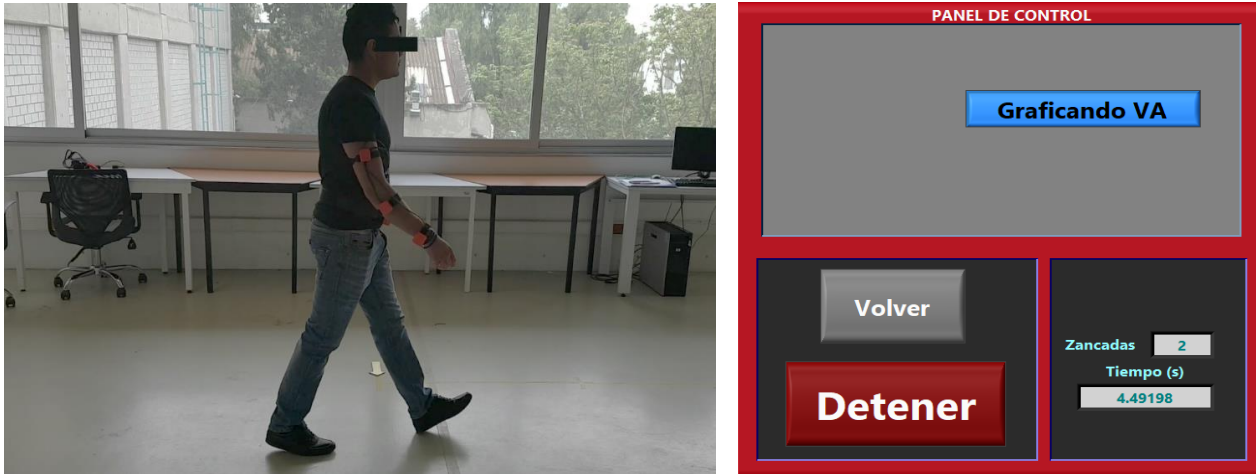 PANEL DE CONTROL
Graficando VA
Volver
Detener
Zancadas 2
Tiempo (s)
4.49198